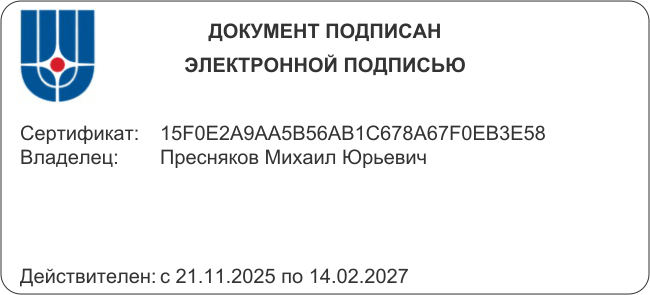 ДОКУМЕНТ ПОДПИСАН
ЭЛЕКТРОННОЙ ПОДПИСЬЮ
Сертификат: 15F0E2A9AA5B56AB1C678A67F0EB3E58
Владелец: Пресняков Михаил Юрьевич
Действителен: с 21.11.2025 по 14.02.2027